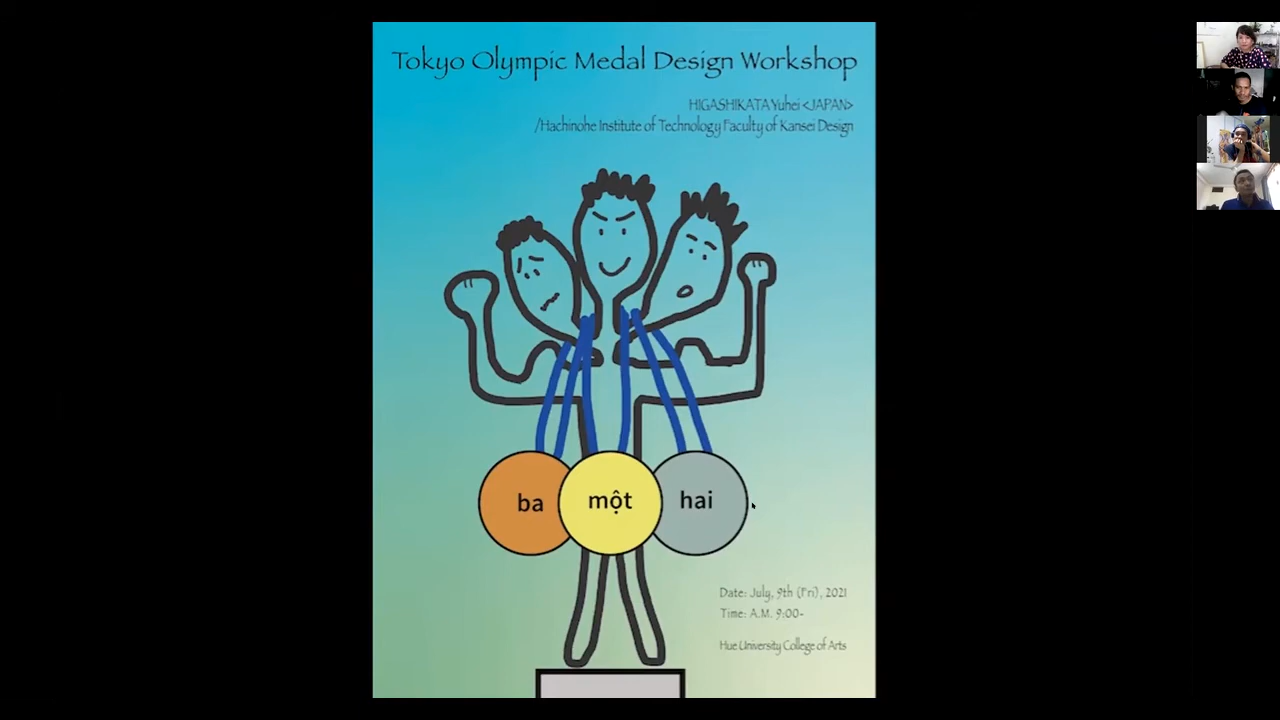 Tokyo Olympic Medal Design Workshop
HIGASHIKATA Yuhei <JAPAN>
/Hachinohe Institute of Technology Faculty of Kansei Design
ba
một
hai
Date: July, 9th (Fri), 2021
Time: A.M. 9:00-
Hue University College of Arts